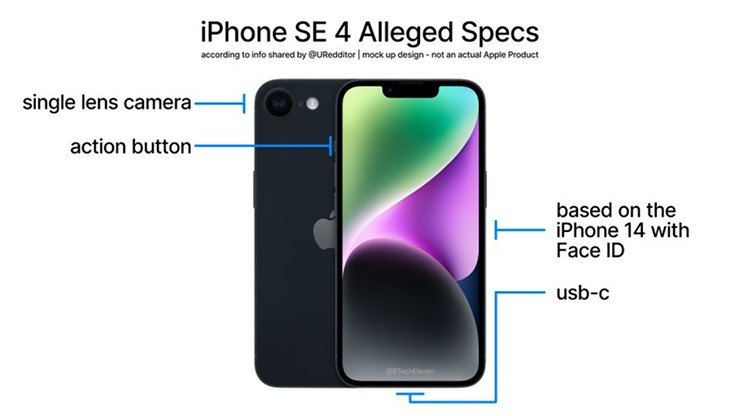 iPhone SE 4 Alleged Specs
according to info shared by @URedditor | mock up design - not an actual Apple Product
single lens camera
action button
based on the
iPhone 14 with
Face ID
usb-c
@9TechEleven